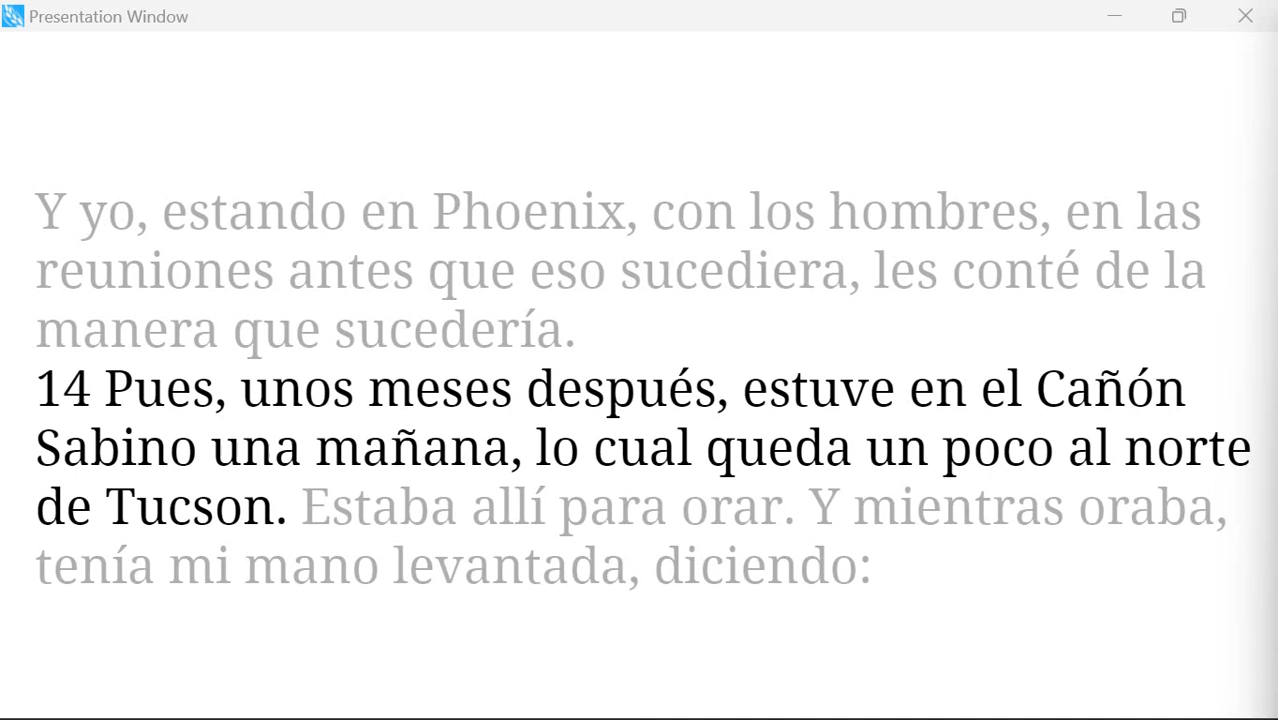 Presentation Window
Y yo, estando en Phoenix, con los hombres, en las
reuniones antes que eso sucediera, les conté de la
manera que sucedería.
14 Pues, unos meses después, estuve en el Cañón
Sabino una mañana, lo cual queda un poco al norte
de Tucson. Estaba allí para orar. Y mientras oraba,
tenía mi mano levantada, diciendo: